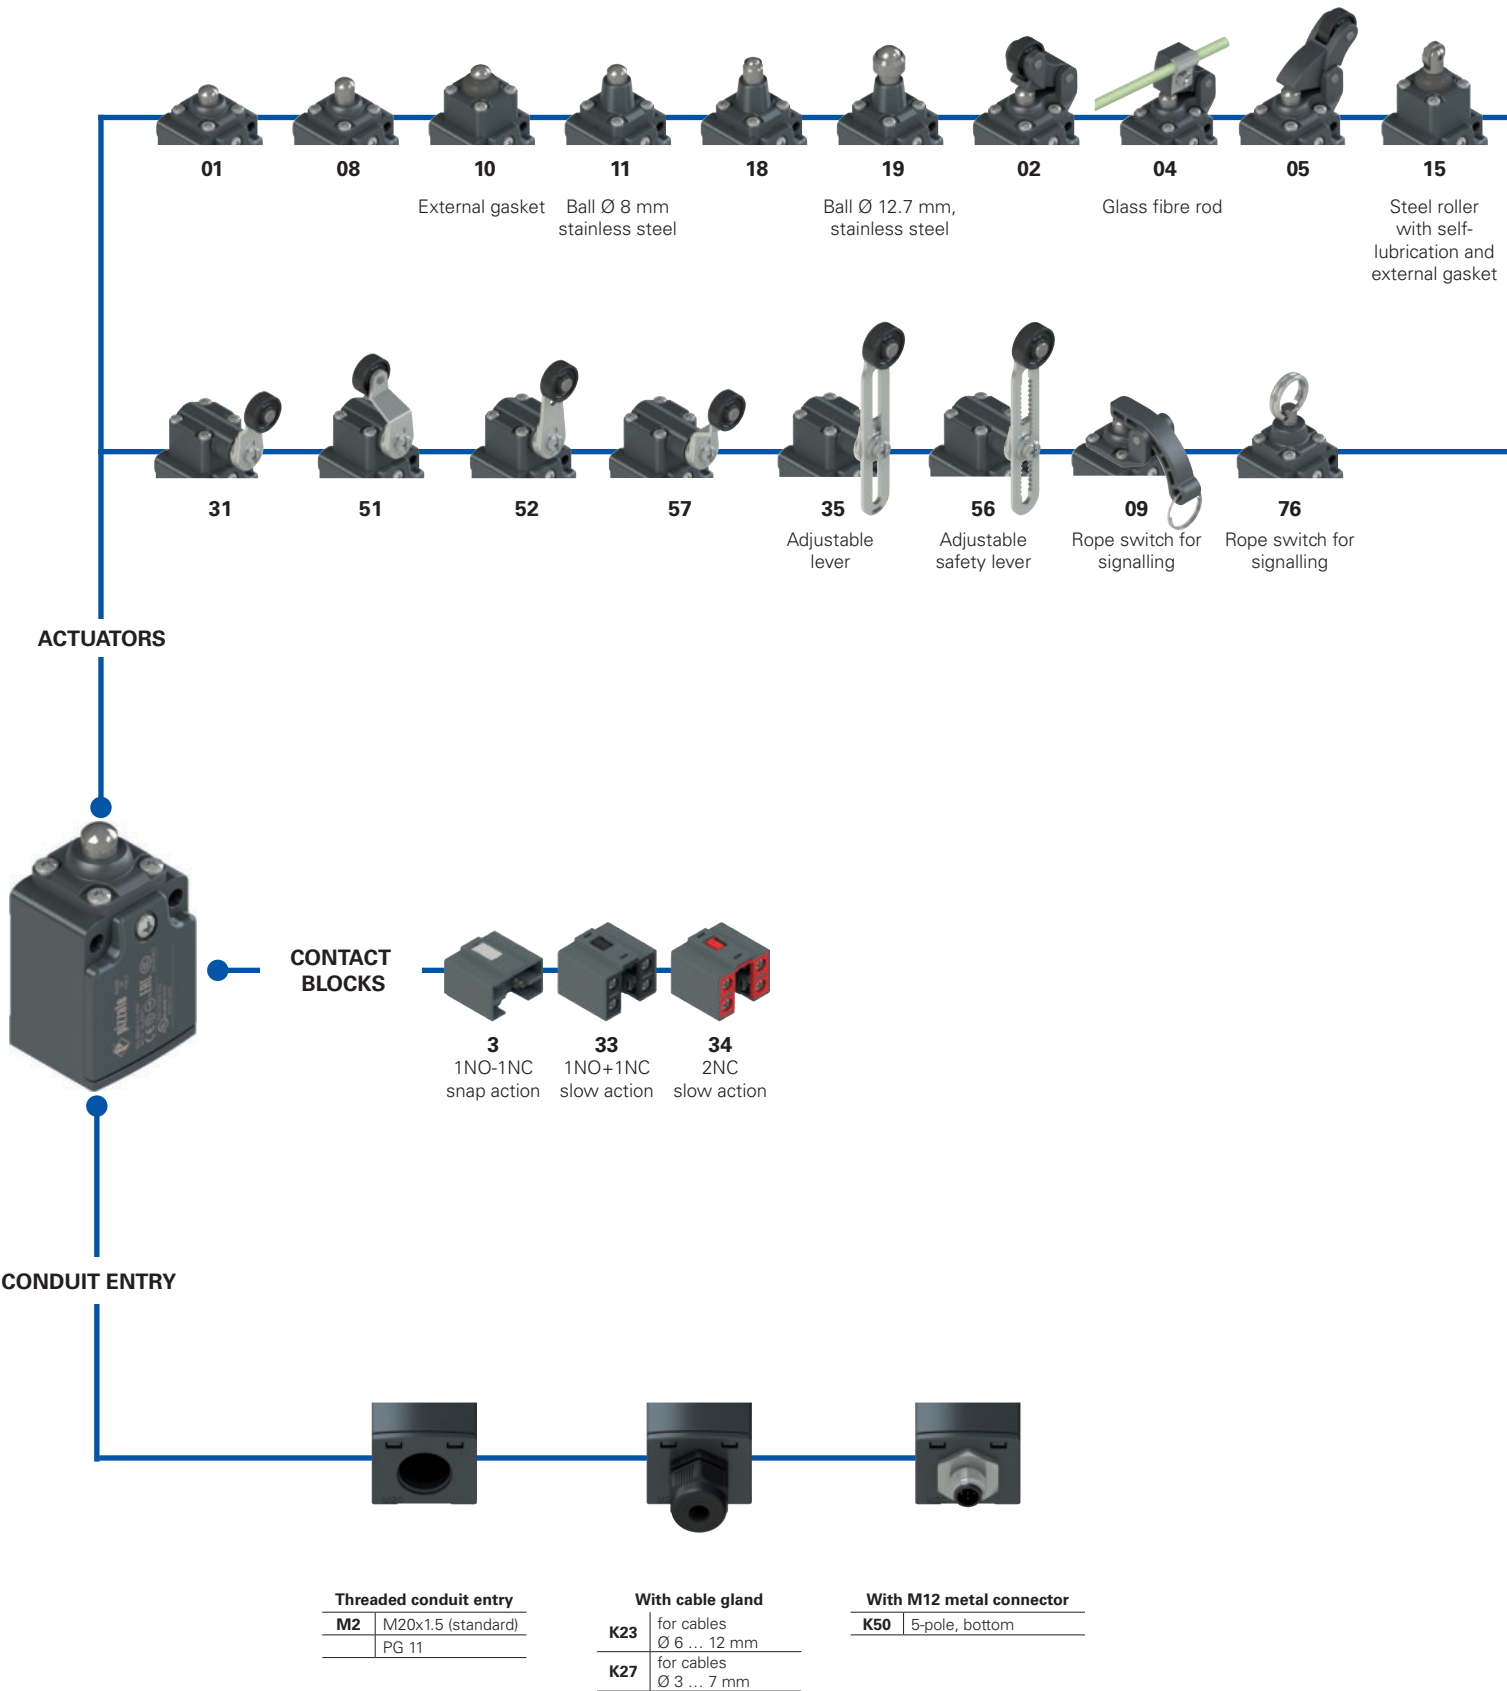 01
08
10
11
18
19
02
04
05
15
External gasket
Ball Ø 8 mm
stainless steel
Ball Ø 12.7 mm,
stainless steel
Glass fibre rod
Steel roller
with self-
lubrication and
external gasket
31
51
52
57
35
56
09
76
Adjustable
lever
Adjustable
safety lever
Rope switch for
signalling
Rope switch for
signalling
ACTUATORS
pizzato
CONTACT
BLOCKS
3
1NO-1NC
snap action
33
1NO+1NC
slow action
34
2NC
slow action
CONDUIT ENTRY
Threaded conduit entry
M2 M20x1.5 (standard)
PG 11
With cable gland
K23 for cables
Ø 6 … 12 mm
K27 for cables
Ø 3 … 7 mm
With M12 metal connector
K50 5-pole, bottom